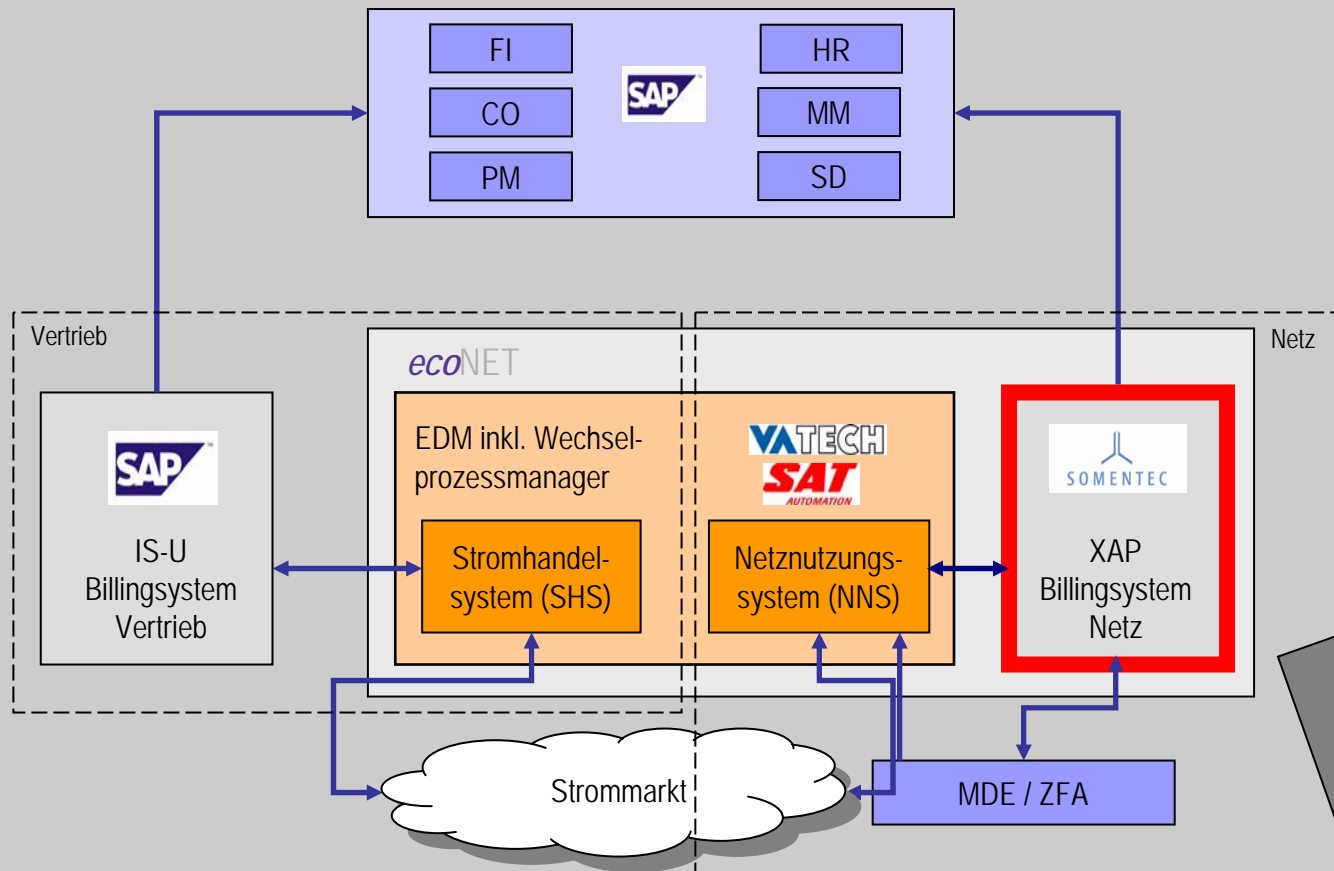 FI
HR
SAP
CO
MM
PM
SD
Vertrieb
Netz
ecoNET
EDM inkl. Wechsel-
prozessmanager
VATECH
SAT
AUTOMATION
SAP
SOMENTEC
IS-U
Billingsystem
Vertrieb
Stromhandel-
system (SHS)
Netznutzungs-
system (NNS)
XAP
Billingsystem
Netz
Strommarkt
MDE / ZFA